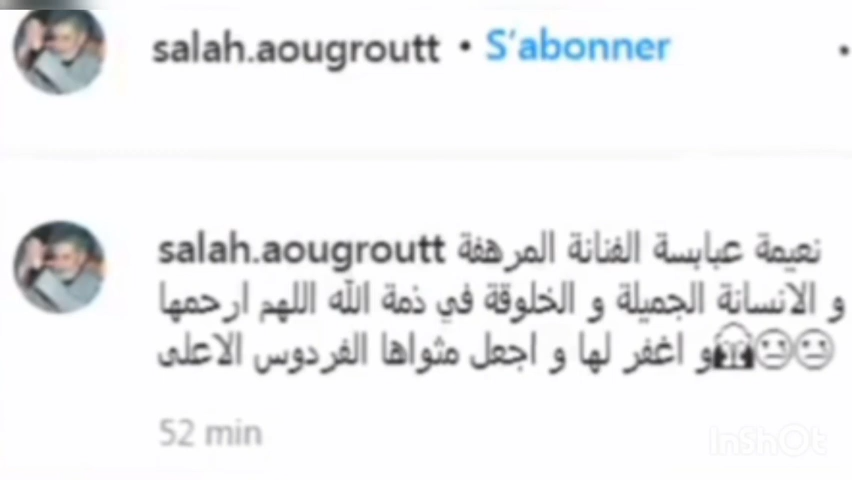 salah.aougroutt • S'abonner
salah.aougroutt نعيمة عبابسة الفنانة المرهفة
و الانسانة الجميلة و الخلوقة في ذمة الله اللهم ارحمها
و اغفر لها و اجعل مثواها الفردوس الاعلى
52 min
InShOt